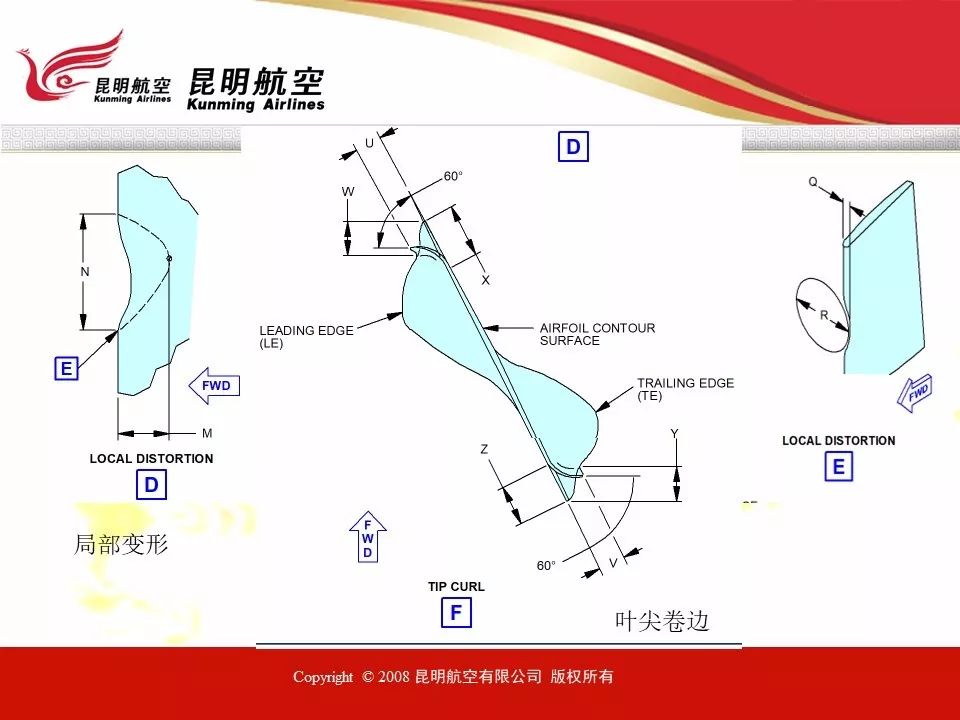 昆明航空
Kunming Airlines
昆明航空
Kunming Airlines
D
U
60°
W
X
N
LEADING EDGE
(LE)
AIRFOIL CONTOUR
SURFACE
E
FWD
TRAILING EDGE
(TE)
M
LOCAL DISTORTION
D
Z
Y
F
W
D
60°
V
TIP CURL
F
Q
R
FWD
LOCAL DISTORTION
E
局部变形
叶尖卷边
Copyright © 2008 昆明航空有限公司 版权所有